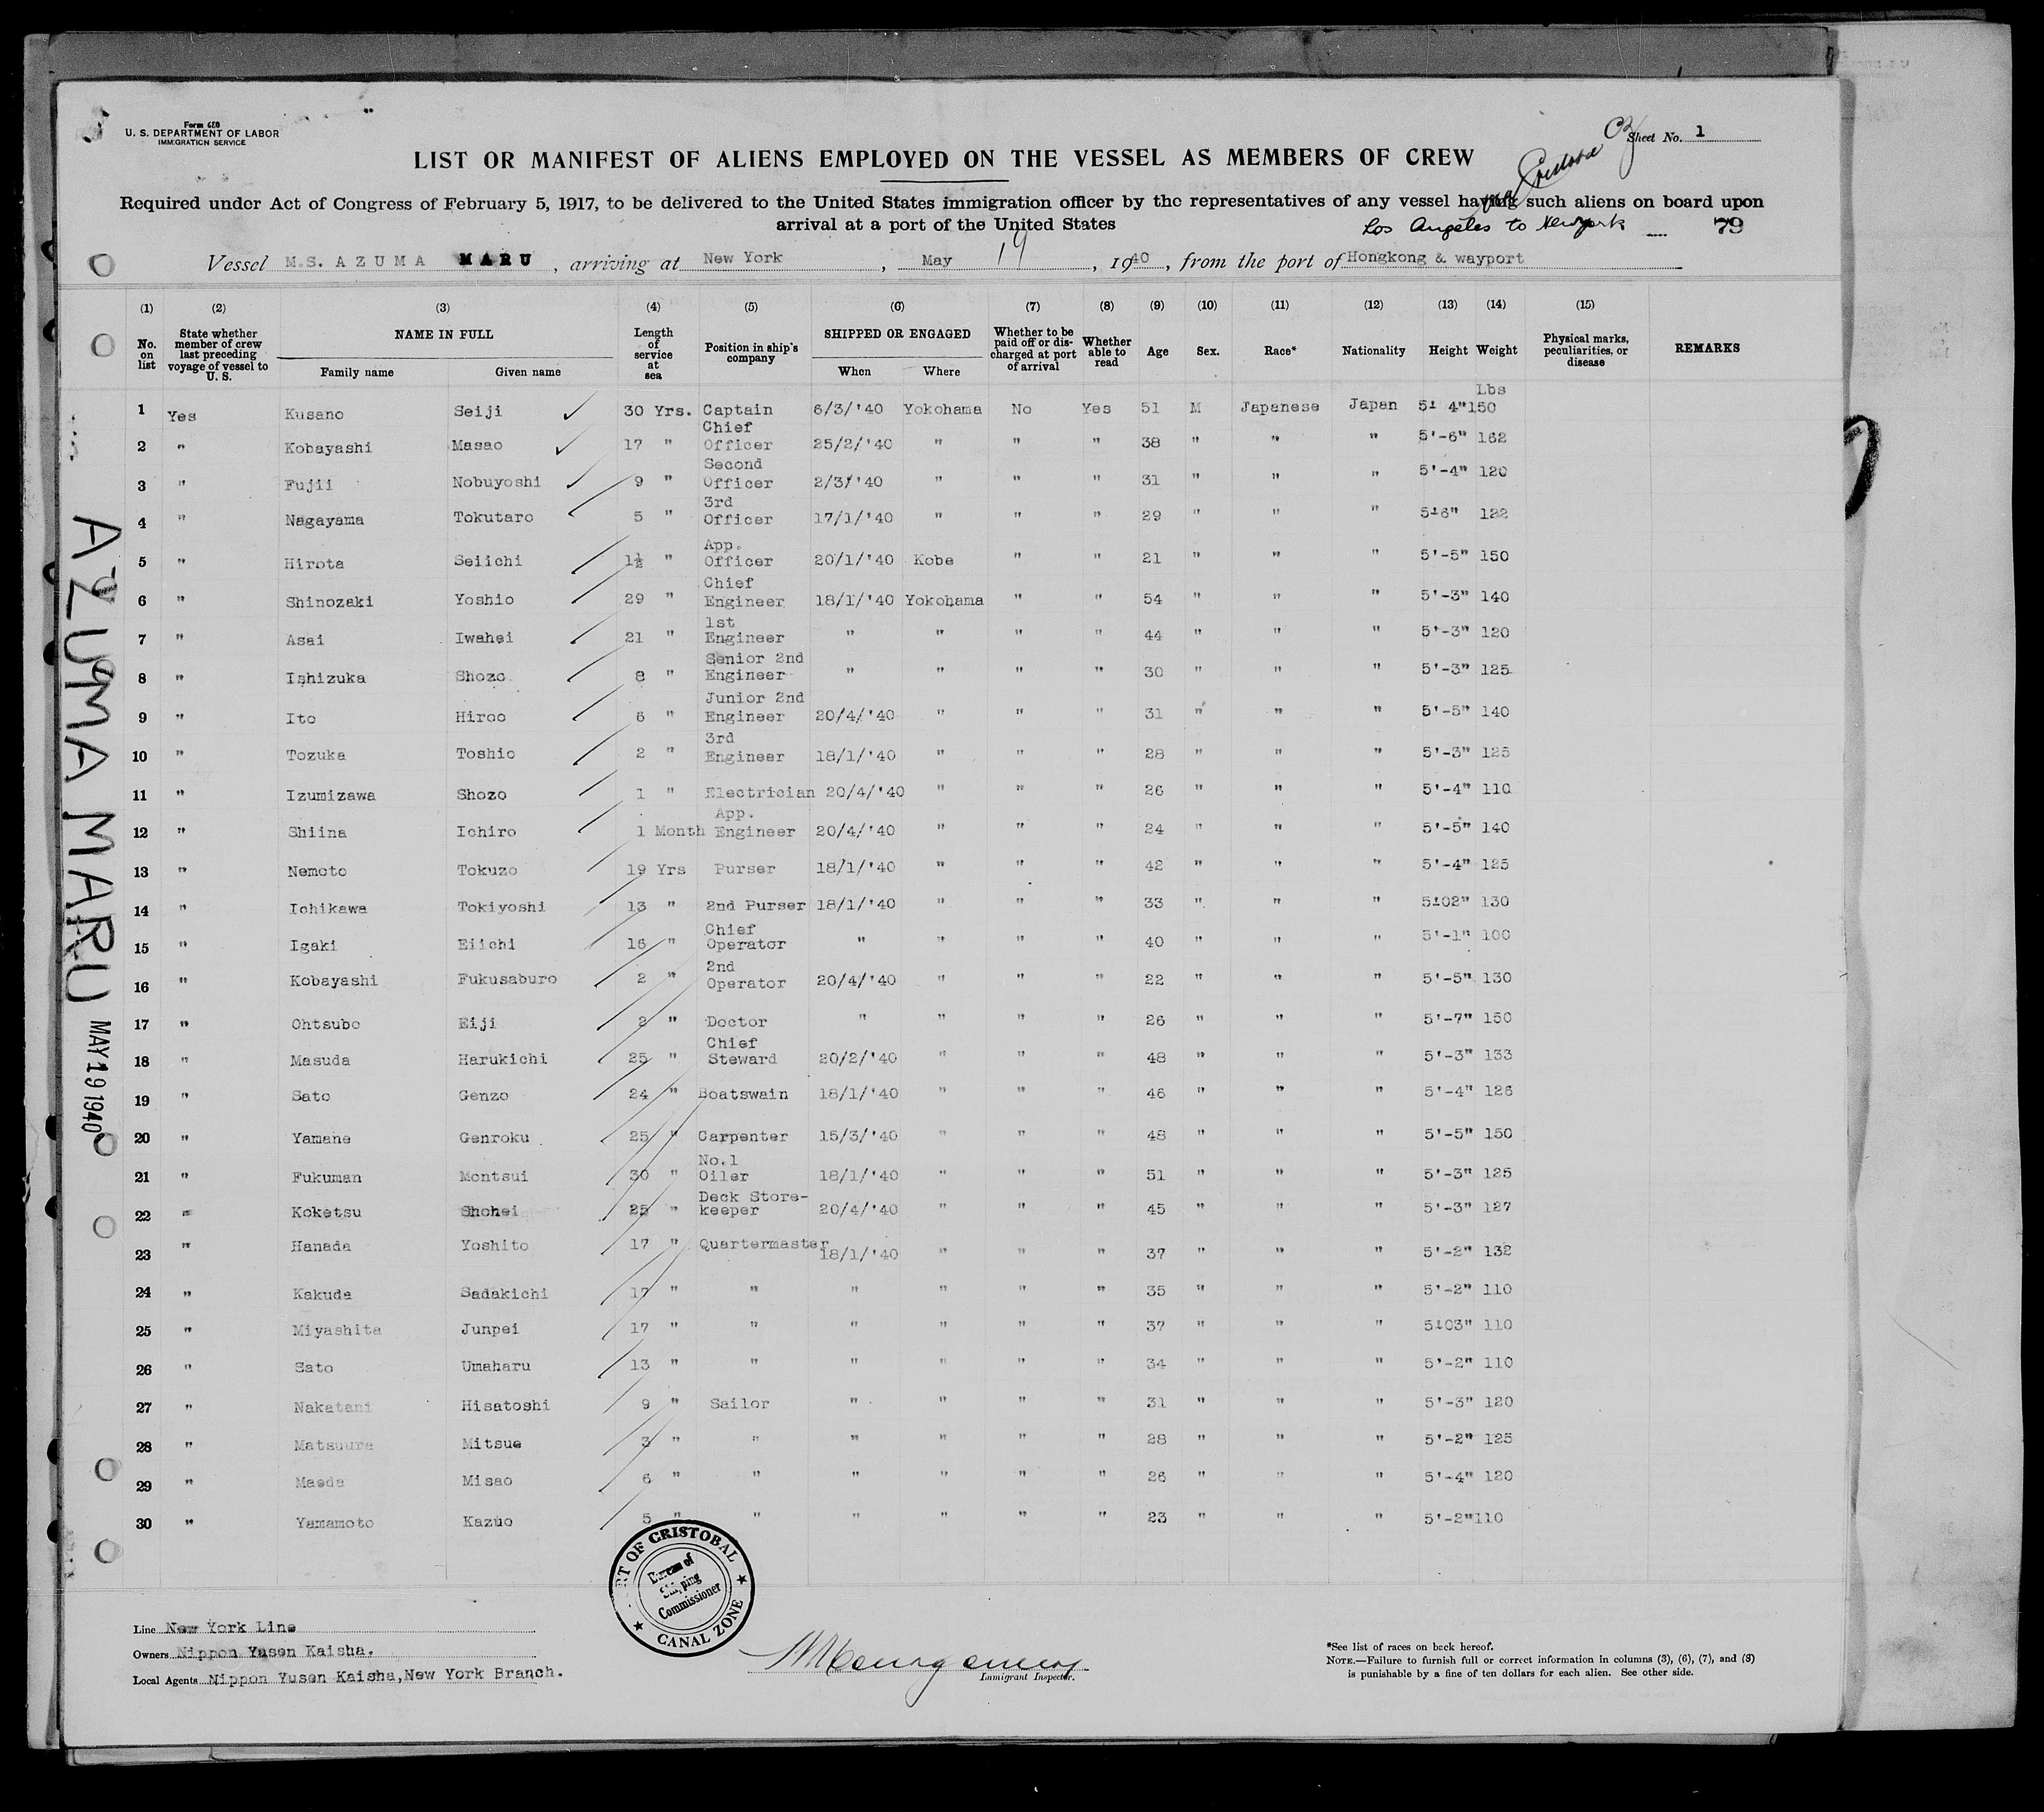 Form 680
U. S. DEPARTMENT OF LABOR
IMMIGRATION SERVICE
Sheet No. 1
LIST OR MANIFEST OF ALIENS EMPLOYED ON THE VESSEL AS MEMBERS OF CREW
via Cristobal CZ
Required under Act of Congress of February 5, 1917, to be delivered to the United States immigration officer by the representatives of any vessel having such aliens on board upon
arrival at a port of the United States
Los Angeles to Newyork
79
Vessel M.S. AZUMA MARU, arriving at New York, May 19, 1940, from the port of Hongkong & wayport
(1) (2) (3) (4) (5) (6) (7) (8) (9) (10) (11) (12) (13) (14) (15)
No. on list State whether member of crew last preceding voyage of vessel to U. S. NAME IN FULL Family name Given name Length of service at sea Position in ship's company SHIPPED OR ENGAGED When Where Whether to be paid off or discharged at port of arrival Whether able to read Age Sex. Race* Nationality Height Weight Physical marks, peculiarities, or disease REMARKS
Lbs
1 Yes Kusano Seiji 30 Yrs. Captain 6/3/'40 Yokohama No Yes 51 M Japanese Japan 5' 4" 150
2 " Kobayashi Masao 17 " Chief Officer 25/2/'40 " " " 38 " " " 5'-6" 162
3 " Fujii Nobuyoshi 9 " Second Officer 2/3/'40 " " " 31 " " " 5'-4" 120
4 " Nagayama Tokutaro 5 " 3rd Officer 17/1/'40 " " " 29 " " " 5'-6" 122
5 " Hirota Seiichi 1½ " App. Officer 20/1/'40 Kobe " " 21 " " " 5'-5" 150
6 " Shinozaki Yoshio 29 " Chief Engineer 18/1/'40 Yokohama " " 54 " " " 5'-3" 140
7 " Asai Iwahei 21 " 1st Engineer " " " " 44 " " " 5'-3" 120
8 " Ishizuka Shozo 8 " Senior 2nd Engineer " " " " 30 " " " 5'-3" 125
9 " Ito Hiroo 6 " Junior 2nd Engineer 20/4/'40 " " " 31 " " " 5'-5" 140
10 " Tozuka Toshio 2 " 3rd Engineer 18/1/'40 " " " 28 " " " 5'-3" 125
11 " Izumizawa Shozo 1 " Electrician 20/4/'40 " " " 26 " " " 5'-4" 110
12 " Shiina Ichiro 1 Month App. Engineer 20/4/'40 " " " 24 " " " 5'-5" 140
13 " Nemoto Tokuzo 19 Yrs Purser 18/1/'40 " " " 42 " " " 5'-4" 125
14 " Ichikawa Tokiyoshi 13 " 2nd Purser 18/1/'40 " " " 33 " " " 5'02" 130
15 " Igaki Eiichi 16 " Chief Operator " " " " 40 " " " 5'-1" 100
16 " Kobayashi Fukusaburo 2 " 2nd Operator 20/4/'40 " " " 22 " " " 5'-5" 130
17 " Ohtsubo Eiji 2 " Doctor " " " " 26 " " " 5'-7" 150
18 " Masuda Harukichi 25 " Chief Steward 20/2/'40 " " " 48 " " " 5'-3" 133
19 " Sato Genzo 24 " Boatswain 18/1/'40 " " " 46 " " " 5'-4" 126
20 " Yamane Genroku 25 " Carpenter 15/3/'40 " " " 48 " " " 5'-5" 150
21 " Fukuman Montsui 30 " No.1 Oiler 18/1/'40 " " " 51 " " " 5'-3" 125
22 " Koketsu Shohei 25 " Deck Store-keeper 20/4/'40 " " " 45 " " " 5'-3" 127
23 " Hanada Yoshito 17 " Quartermaster 18/1/'40 " " " 37 " " " 5'-2" 132
24 " Kakuda Sadakichi 17 " " " " " " 35 " " " 5'-2" 110
25 " Miyashita Junpei 17 " " " " " " 37 " " " 5'03" 110
26 " Sato Umaharu 13 " " " " " " 34 " " " 5'-2" 110
27 " Nakatani Hisatoshi 9 " Sailor " " " " 31 " " " 5'-3" 120
28 " Matsuura Mitsue 3 " " " " " " 28 " " " 5'-2" 125
29 " Maeda Misao 6 " " " " " " 26 " " " 5'-4" 120
30 " Yamamoto Kazuo 5 " " " " " " 23 " " " 5'-2" 110
AZUMA MARU
MAY 19 1940
PORT OF CRISTOBAL
Bureau of
Shipping
Commissioner
CANAL ZONE
Line New York Line
Owners Nippon Yusen Kaisha.
Local Agents Nippon Yusen Kaisha, New York Branch.
Immigrant Inspector.
*See list of races on back hereof.
NOTE.—Failure to furnish full or correct information in columns (3), (6), (7), and (8)
is punishable by a fine of ten dollars for each alien. See other side.